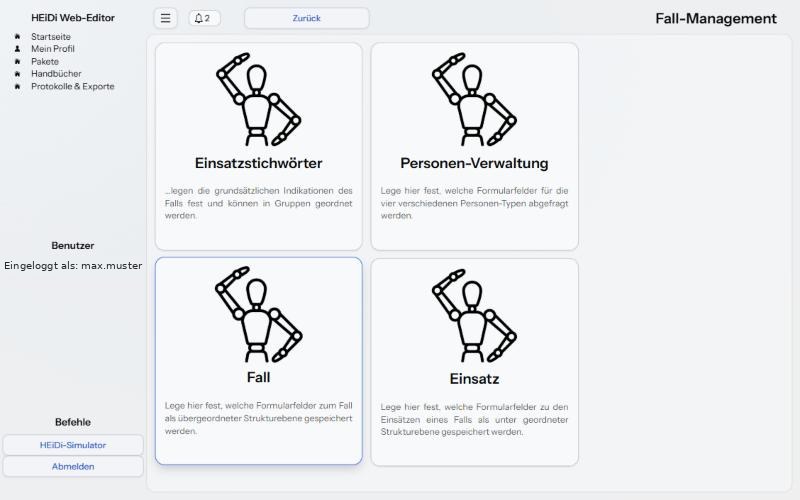 HEiDi Web-Editor
Startseite
Mein Profil
Pakete
Handbücher
Protokolle & Exporte
Benutzer
Eingeloggt als: max.muster
Befehle
HEiDi-Simulator
Abmelden
2
Zurück
Fall-Management
Einsatzstichwörter
...legen die grundsätzlichen Indikationen des
Falls fest und können in Gruppen geordnet
werden.
Personen-Verwaltung
Lege hier fest, welche Formularfelder für die
vier verschiedenen Personen-Typen abgefragt
werden.
Fall
Lege hier fest, welche Formularfelder zum Fall
als übergeordneter Strukturebene gespeichert
werden.
Einsatz
Lege hier fest, welche Formularfelder zu den
Einsätzen eines Falls als unter geordneter
Strukturebene gespeichert werden.